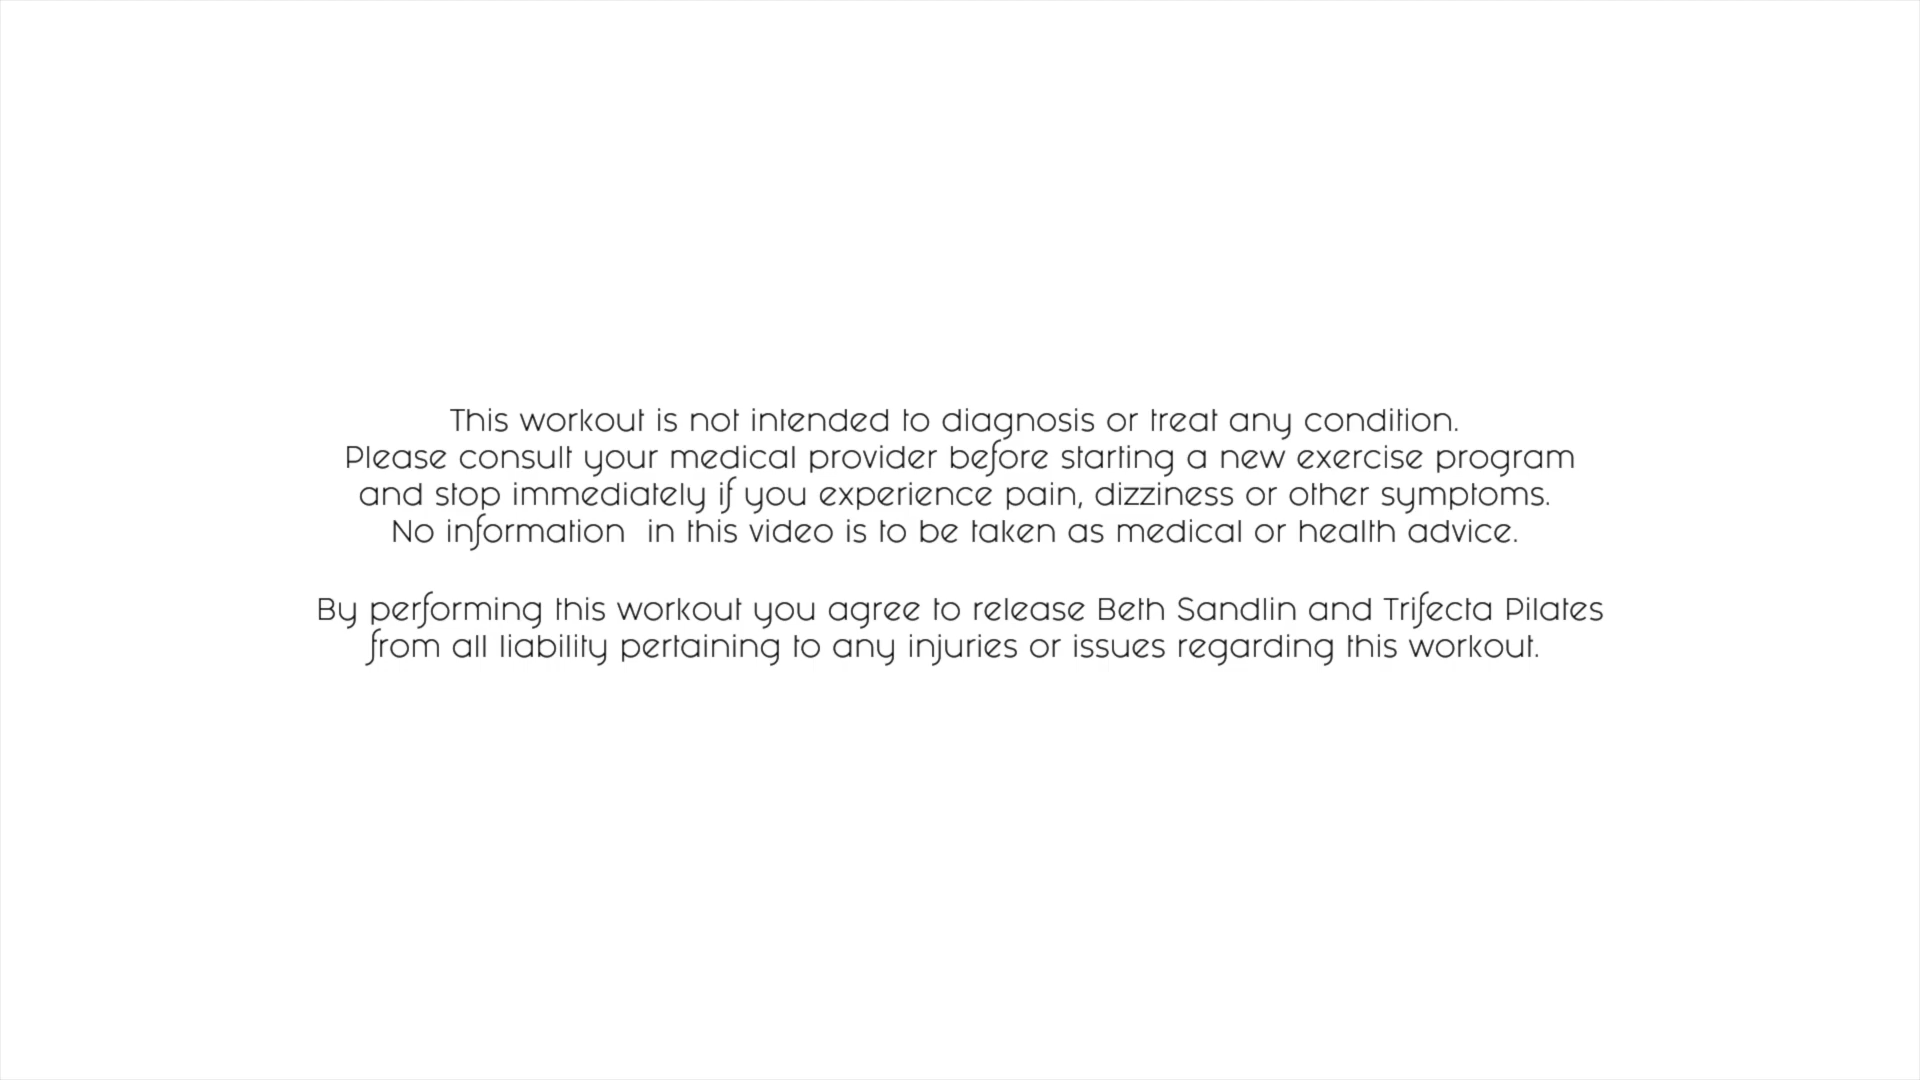 This workout is not intended to diagnosis or treat any condition.
Please consult your medical provider before starting a new exercise program
and stop immediately if you experience pain, dizziness or other symptoms.
No information  in this video is to be taken as medical or health advice.
By performing this workout you agree to release Beth Sandlin and Trifecta Pilates
from all liability pertaining to any injuries or issues regarding this workout.